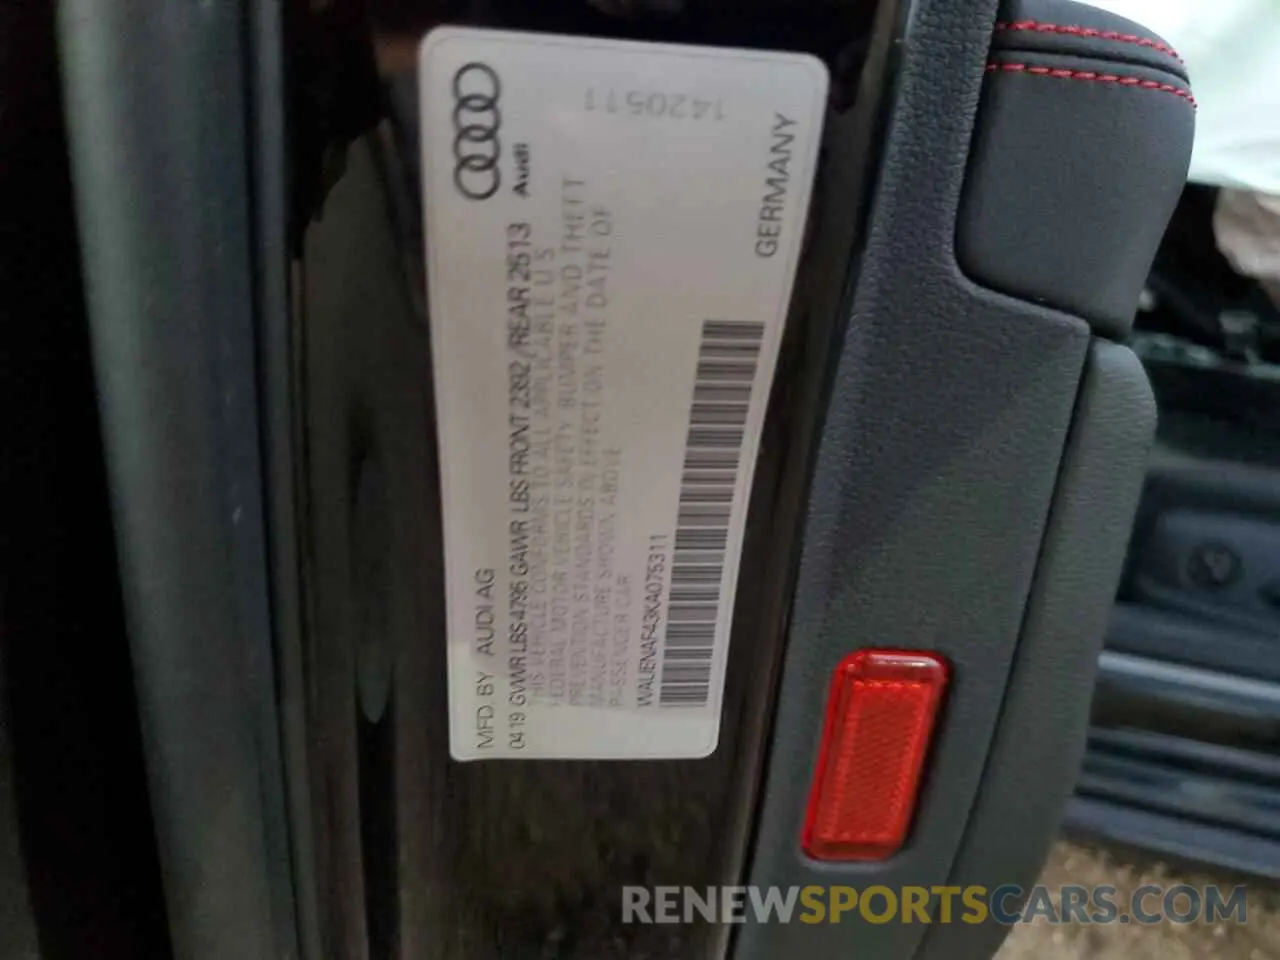 Audi
MFD. BY AUDI AG
04 19 GVWR LBS 4795 GAWR LBS FRONT 2392 / REAR 2513
THIS VEHICLE CONFORMS TO ALL APPLICABLE U S
FEDERAL MOTOR VEHICLE SAFETY BUMPER AND THEFT
PREVENTION STANDARDS IN EFFECT ON THE DATE OF
MANUFACTURE SHOWN ABOVE
PASSENGER CAR
WAUENAF43KA075311
GERMANY
1420511
RENEWSPORTSCARS.COM